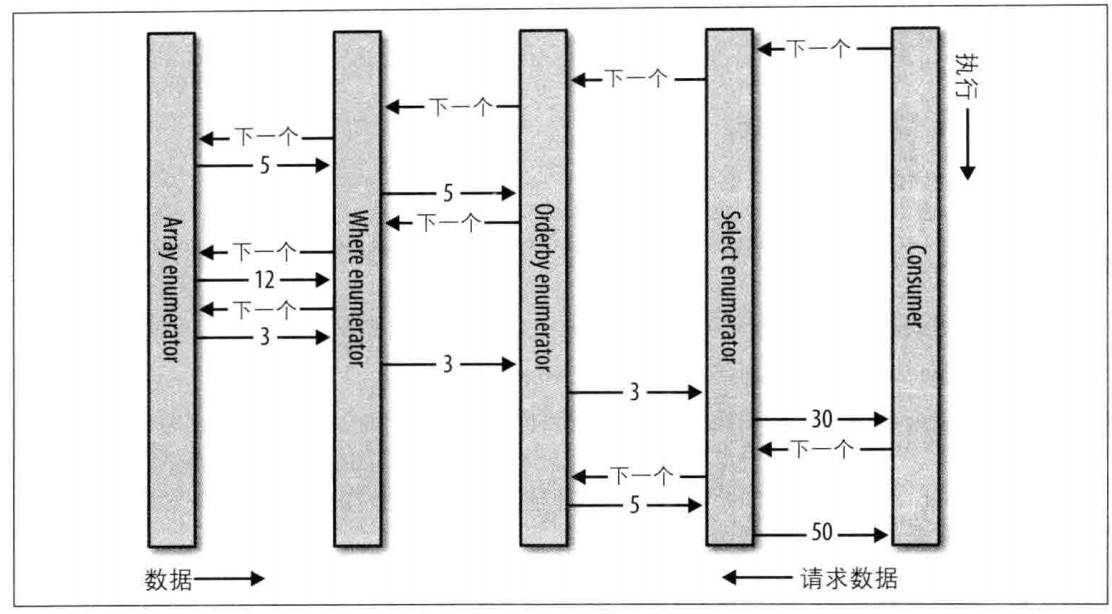 下一个
下一个
下一个
下一个
5
5
下一个
下一个
12
下一个
3
3
3
30
下一个
下一个
5
50
Array enumerator
Where enumerator
Orderby enumerator
Select enumerator
Consumer
执行
数据
请求数据